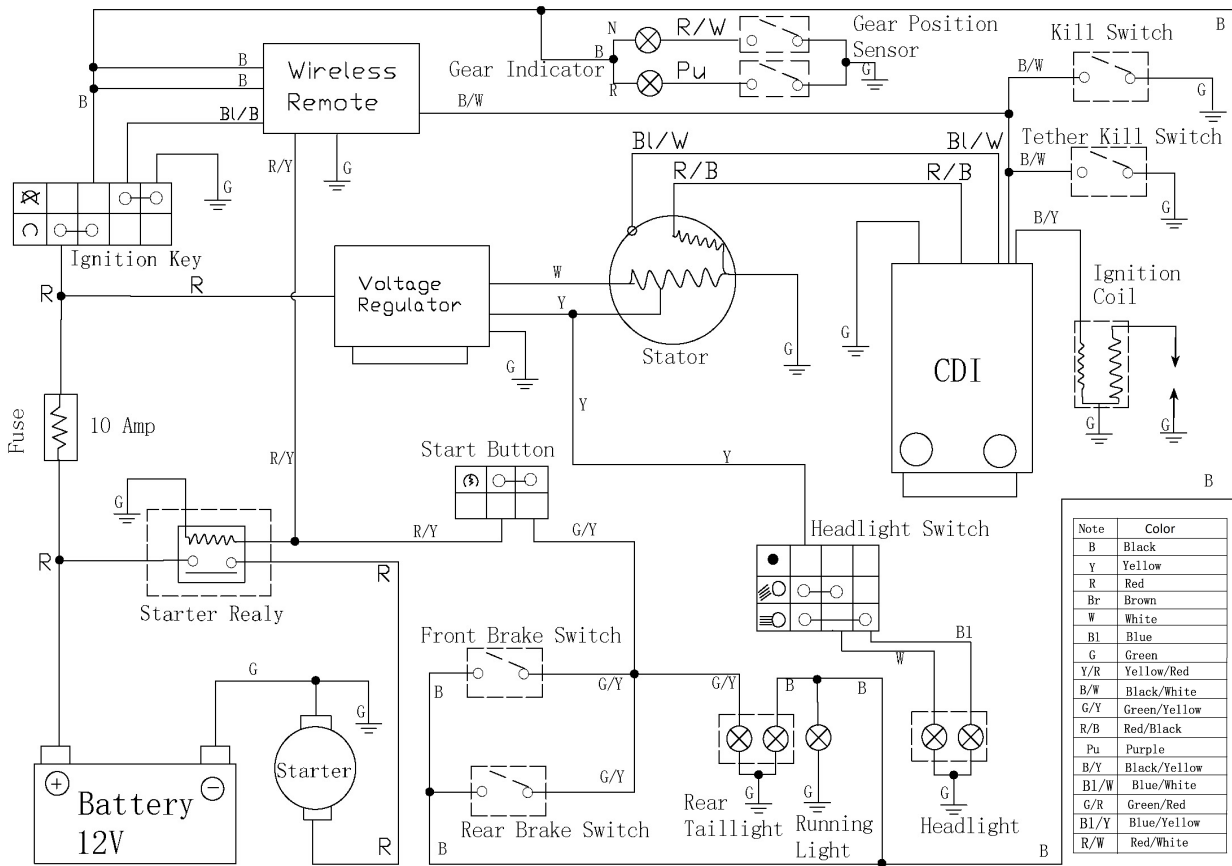 B
N
R/W
Gear Position
Sensor
B
Gear Indicator
R
Pu
G
Kill Switch
B/W
G
B
B
B
Wireless
Remote
Bl/B
B/W
R/Y
G
G
Ignition Key
Tether Kill Switch
B/W
G
Bl/W
Bl/W
R/B
R/B
B/Y
Ignition
Coil
G
G
G
CDI
R
R
Voltage
Regulator
W
Y
G
Stator
G
G
Fuse
10 Amp
Y
Y
R/Y
Start Button
B
G
R/Y
G/Y
R
R
Starter Realy
Headlight Switch
Front Brake Switch
B
G/Y
G/Y
B
B
W
Bl
G
G
Starter
Battery
12V
R
G/Y
Rear Brake Switch
B
G
Rear
Taillight
G
Running
Light
G
Headlight
B
Note Color
B Black
Y Yellow
R Red
Br Brown
W White
Bl Blue
G Green
Y/R Yellow/Red
B/W Black/White
G/Y Green/Yellow
R/B Red/Black
Pu Purple
B/Y Black/Yellow
Bl/W Blue/White
G/R Green/Red
Bl/Y Blue/Yellow
R/W Red/White